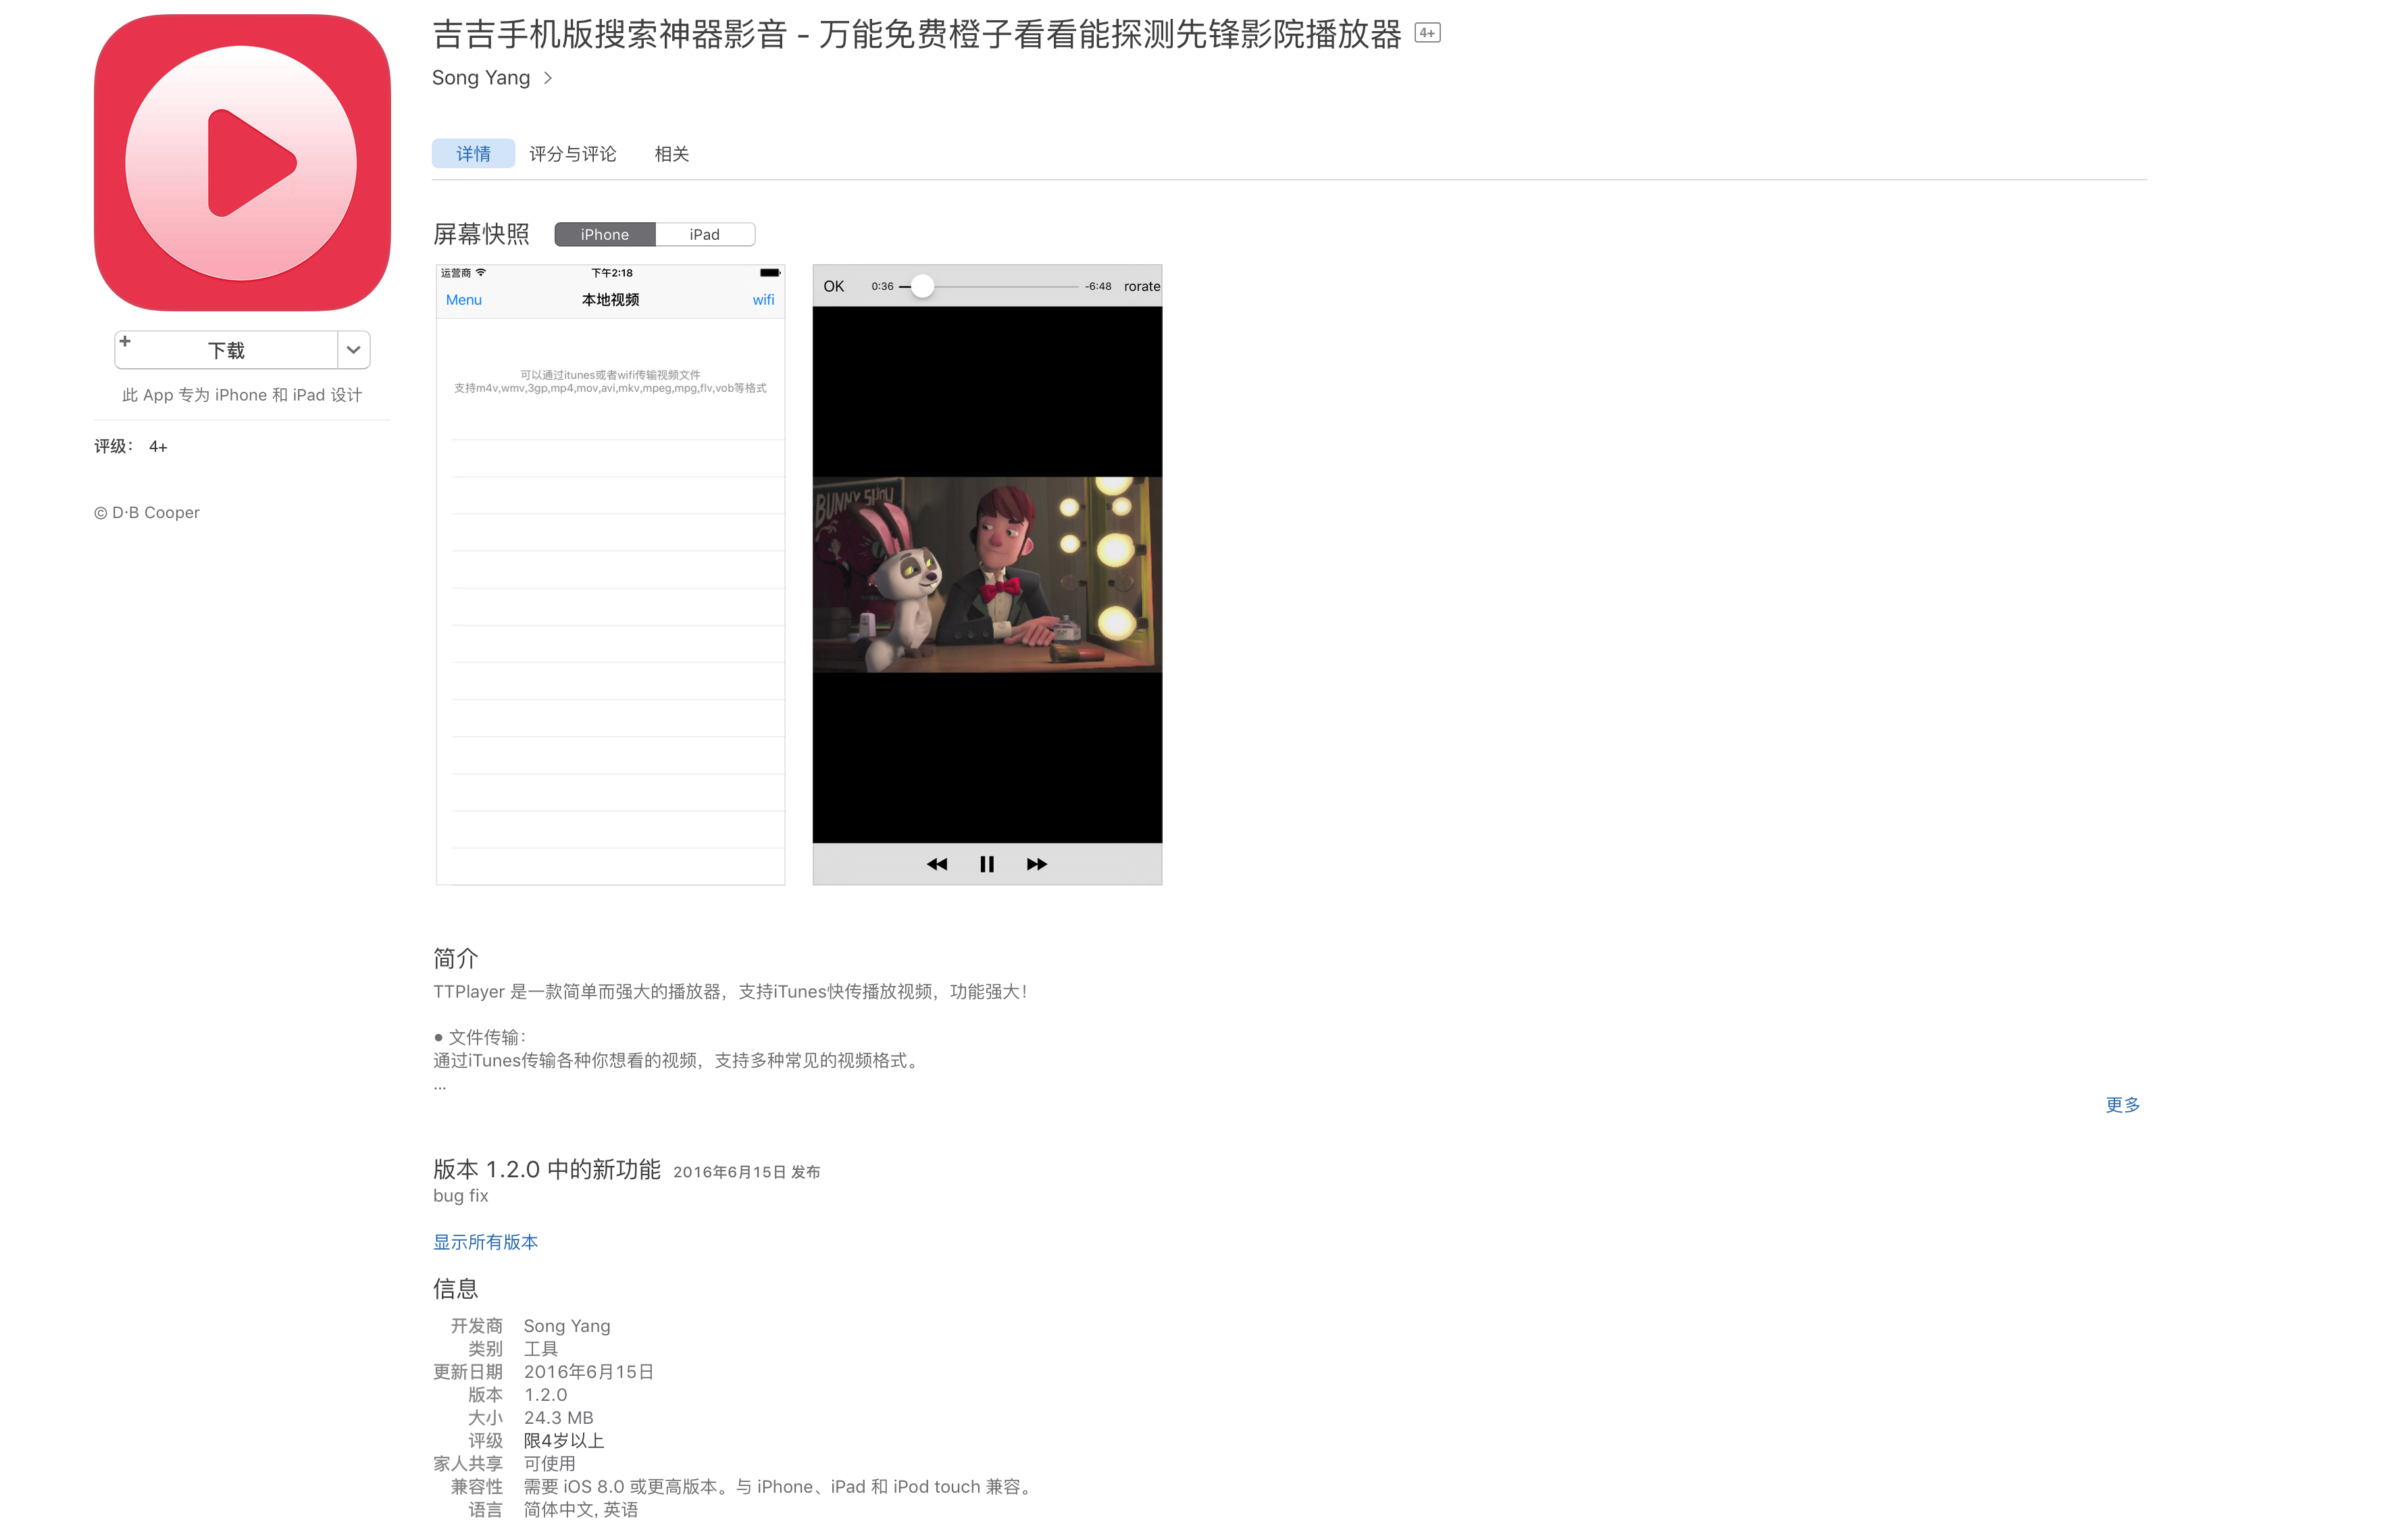 吉吉手机版搜索神器影音 - 万能免费橙子看看能探测先锋影院播放器 4+
Song Yang
详情 评分与评论 相关
屏幕快照 iPhone iPad
运营商 下午2:18
Menu 本地视频 wifi
可以通过itunes或者wifi传输视频文件
支持m4v,wmv,3gp,mp4,mov,avi,mkv,mpeg,mpg,flv,vob等格式
OK 0:36 -6:48 rorate
BUNNY SHOW
下载
此 App 专为 iPhone 和 iPad 设计
评级： 4+
© D·B Cooper
简介
TTPlayer 是一款简单而强大的播放器，支持iTunes快传播放视频，功能强大！
● 文件传输：
通过iTunes传输各种你想看的视频，支持多种常见的视频格式。
...
更多
版本 1.2.0 中的新功能 2016年6月15日 发布
bug fix
显示所有版本
信息
开发商 Song Yang
类别 工具
更新日期 2016年6月15日
版本 1.2.0
大小 24.3 MB
评级 限4岁以上
家人共享 可使用
兼容性 需要 iOS 8.0 或更高版本。与 iPhone、iPad 和 iPod touch 兼容。
语言 简体中文, 英语